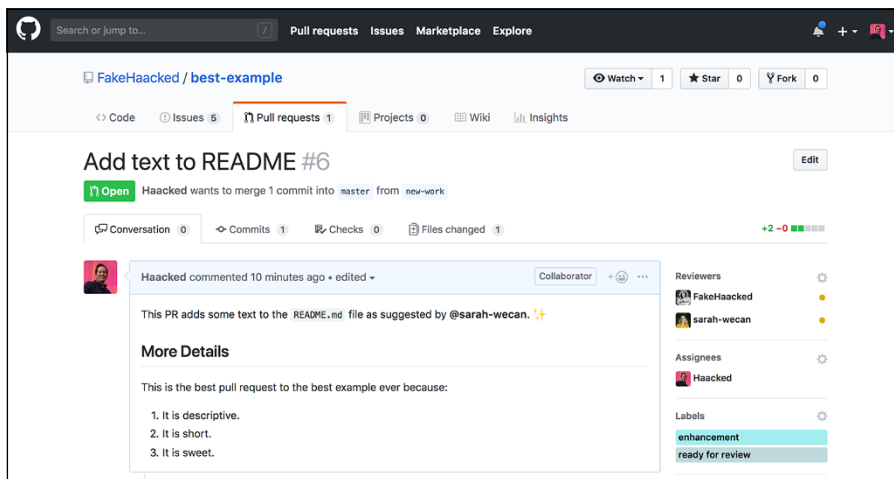 Search or jump to... / Pull requests Issues Marketplace Explore
FakeHaacked / best-example Watch 1 Star 0 Fork 0
Code Issues 5 Pull requests 1 Projects 0 Wiki Insights
Add text to README #6 Edit
Open Haacked wants to merge 1 commit into master from new-work
Conversation 0 Commits 1 Checks 0 Files changed 1 +2 −0
Haacked commented 10 minutes ago • edited Collaborator
This PR adds some text to the README.md file as suggested by @sarah-wecan.
More Details
This is the best pull request to the best example ever because:
1. It is descriptive.
2. It is short.
3. It is sweet.
Reviewers
FakeHaacked
sarah-wecan
Assignees
Haacked
Labels
enhancement
ready for review